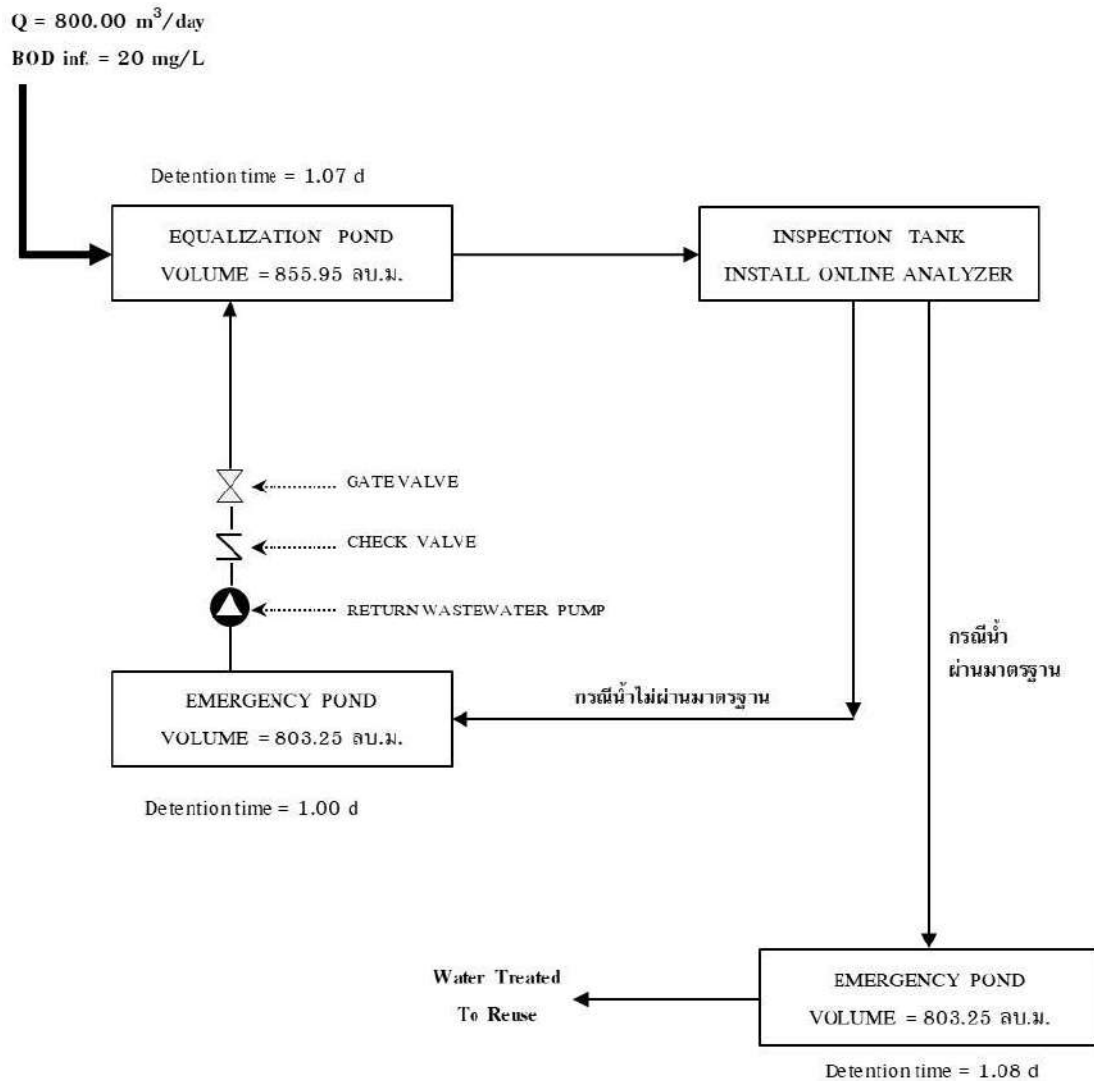 Q = 800.00 m³/day
BOD inf. = 20 mg/L
Detention time = 1.07 d
EQUALIZATION POND
VOLUME = 855.95 ลบ.ม.
INSPECTION TANK
INSTALL ONLINE ANALYZER
GATE VALVE
CHECK VALVE
RETURN WASTEWATER PUMP
กรณีน้ำ
ผ่านมาตรฐาน
กรณีน้ำไม่ผ่านมาตรฐาน
EMERGENCY POND
VOLUME = 803.25 ลบ.ม.
Detention time = 1.00 d
Water Treated
To Reuse
EMERGENCY POND
VOLUME = 803.25 ลบ.ม.
Detention time = 1.08 d